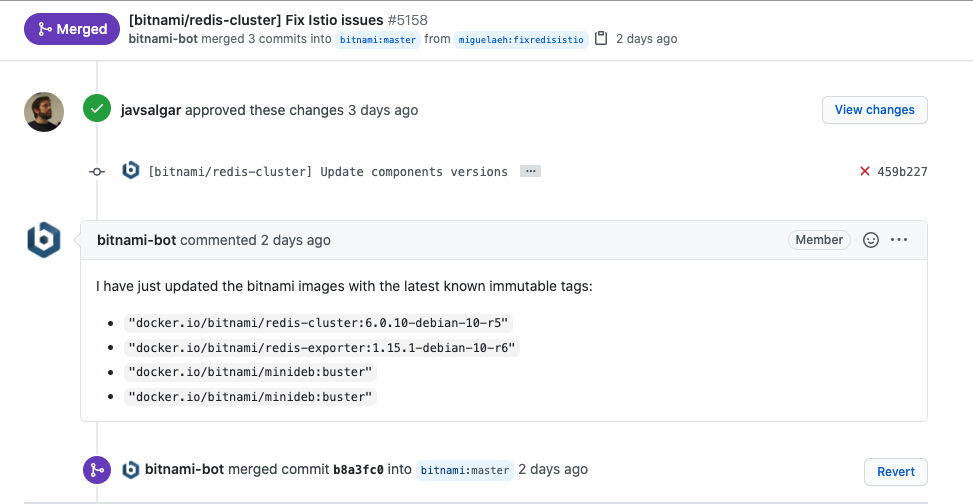 Merged
[bitnami/redis-cluster] Fix Istio issues #5158
bitnami-bot merged 3 commits into bitnami:master from miguelaeh:fixredisistio 2 days ago
javsalgar approved these changes 3 days ago
View changes
[bitnami/redis-cluster] Update components versions ...
459b227
bitnami-bot commented 2 days ago
Member
I have just updated the bitnami images with the latest known immutable tags:
• "docker.io/bitnami/redis-cluster:6.0.10-debian-10-r5"
• "docker.io/bitnami/redis-exporter:1.15.1-debian-10-r6"
• "docker.io/bitnami/minideb:buster"
• "docker.io/bitnami/minideb:buster"
bitnami-bot merged commit b8a3fc0 into bitnami:master 2 days ago
Revert